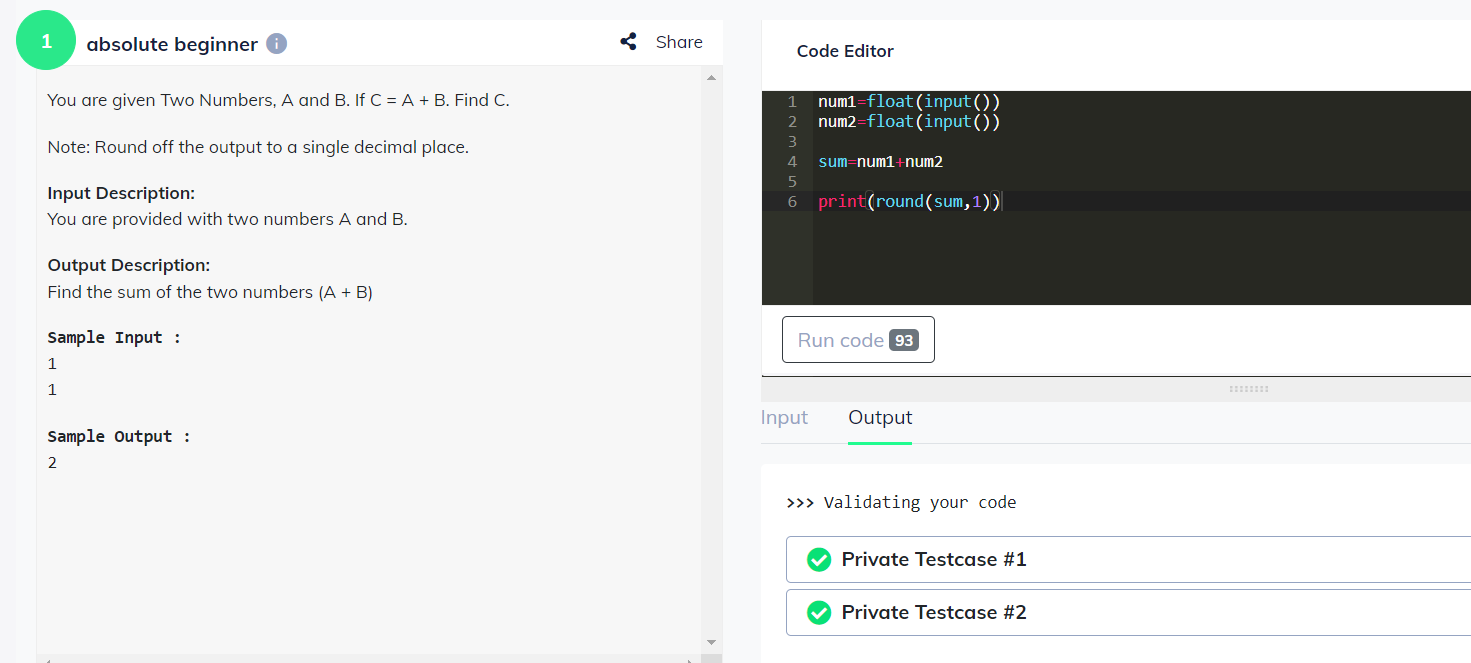 1
absolute beginner
Share
You are given Two Numbers, A and B. If C = A + B. Find C.
Note: Round off the output to a single decimal place.
Input Description:
You are provided with two numbers A and B.
Output Description:
Find the sum of the two numbers (A + B)
Sample Input :
1
1
Sample Output :
2
Code Editor
1 num1=float(input())
2 num2=float(input())
3
4 sum=num1+num2
5
6 print(round(sum,1))
Run code 93
Input Output
>>> Validating your code
Private Testcase #1
Private Testcase #2